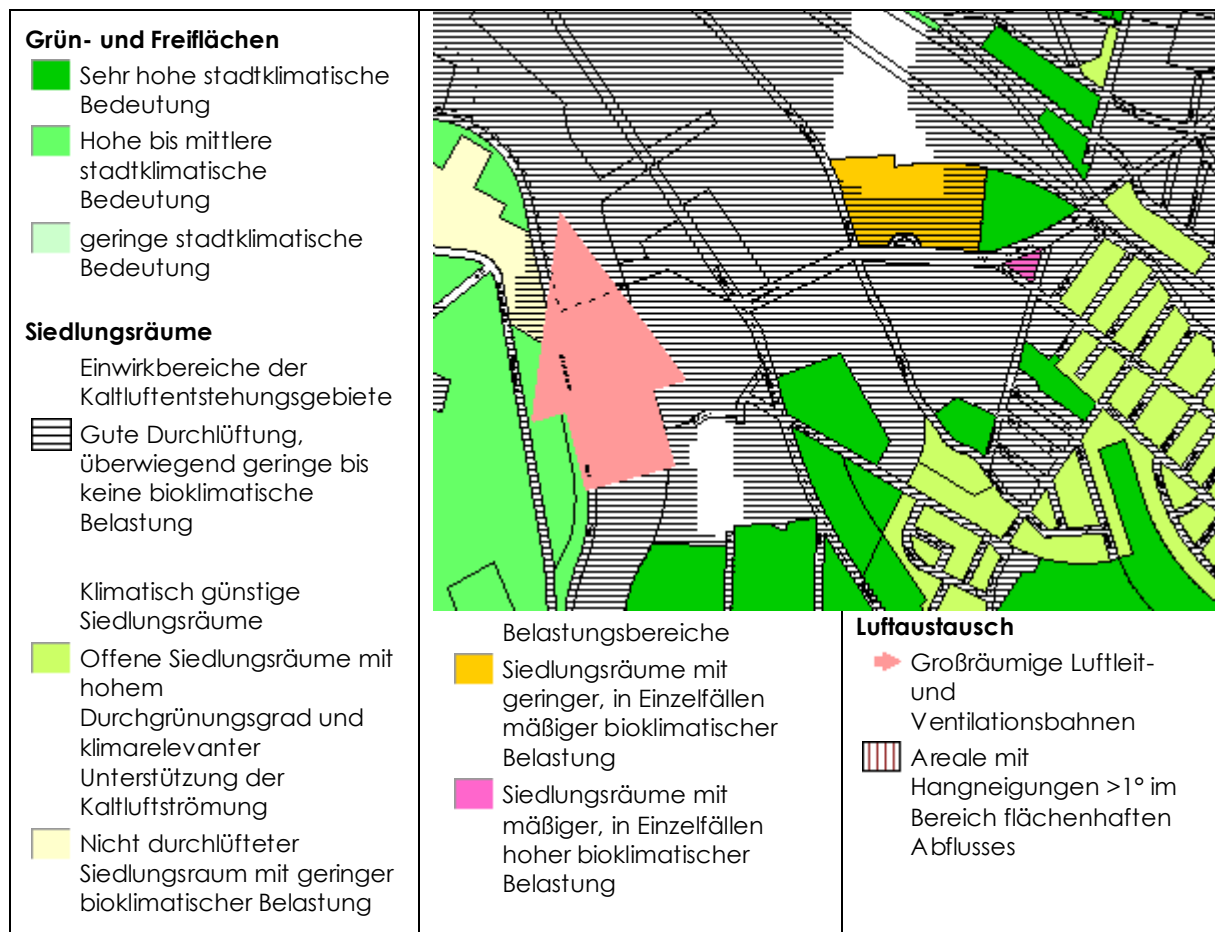 Grün- und Freiflächen
Sehr hohe stadtklimatische
Bedeutung
Hohe bis mittlere
stadtklimatische
Bedeutung
geringe stadtklimatische
Bedeutung
Siedlungsräume
Einwirkbereiche der
Kaltluftentstehungsgebiete
Gute Durchlüftung,
überwiegend geringe bis
keine bioklimatische
Belastung
Klimatisch günstige
Siedlungsräume
Offene Siedlungsräume mit
hohem
Durchgrünungsgrad und
klimarelevanter
Unterstützung der
Kaltluftströmung
Nicht durchlüfteter
Siedlungsraum mit geringer
bioklimatischer Belastung
Belastungsbereiche
Siedlungsräume mit
geringer, in Einzelfällen
mäßiger bioklimatischer
Belastung
Siedlungsräume mit
mäßiger, in Einzelfällen
hoher bioklimatischer
Belastung
Luftaustausch
Großräumige Luftleit-
und
Ventilationsbahnen
Areale mit
Hangneigungen >1° im
Bereich flächenhaften
Abflusses